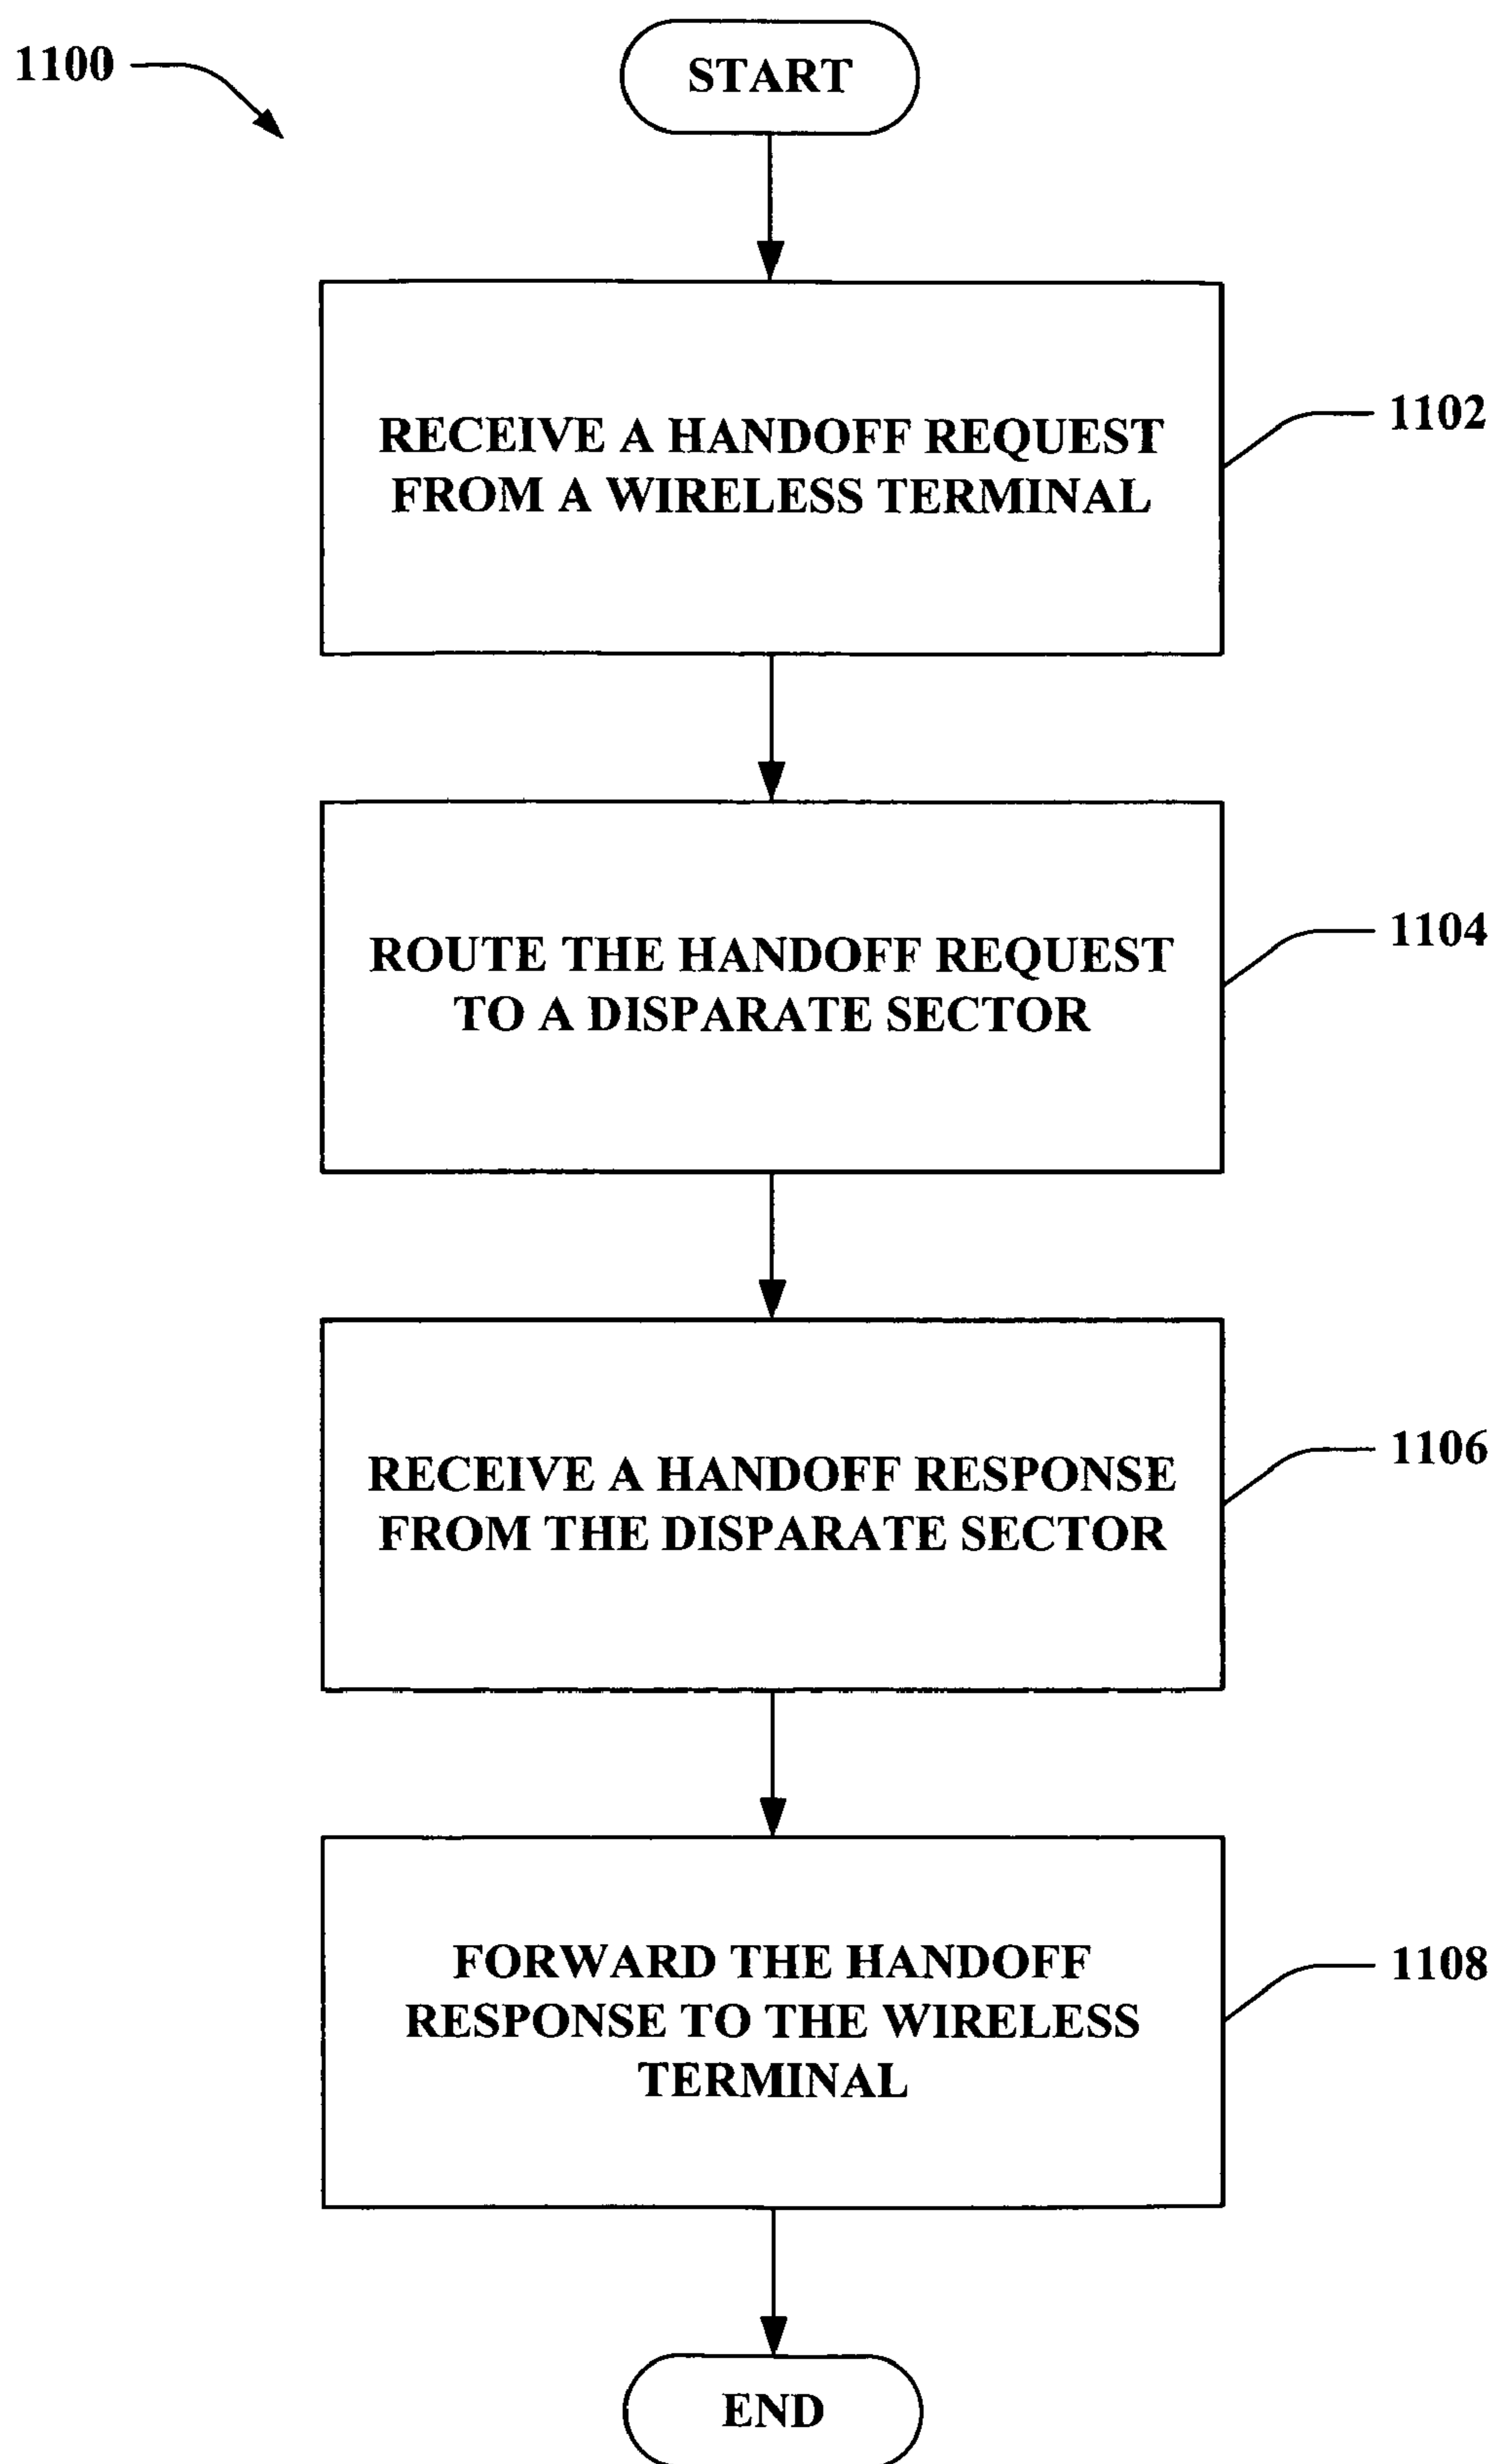 1100
START
RECEIVE A HANDOFF REQUEST
FROM A WIRELESS TERMINAL
1102
ROUTE THE HANDOFF REQUEST
TO A DISPARATE SECTOR
1104
RECEIVE A HANDOFF RESPONSE
FROM THE DISPARATE SECTOR
1106
FORWARD THE HANDOFF
RESPONSE TO THE WIRELESS
TERMINAL
1108
END